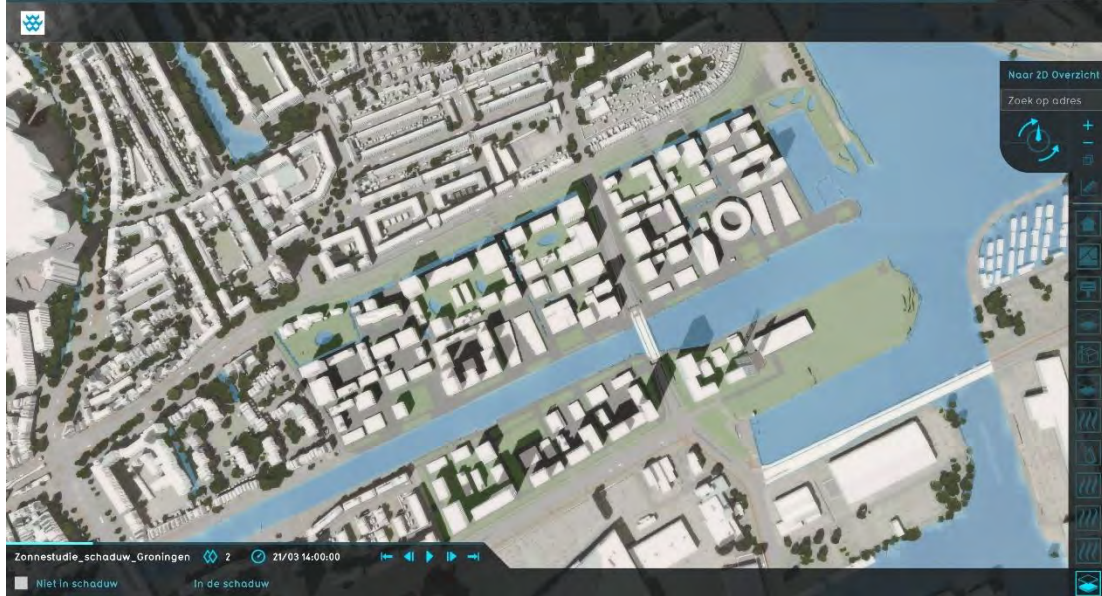 Naar 2D Overzicht
Zoek op adres
Zonnestudie_schaduw_Groningen 2 21/03 14:00:00
Niet in schaduw In de schaduw